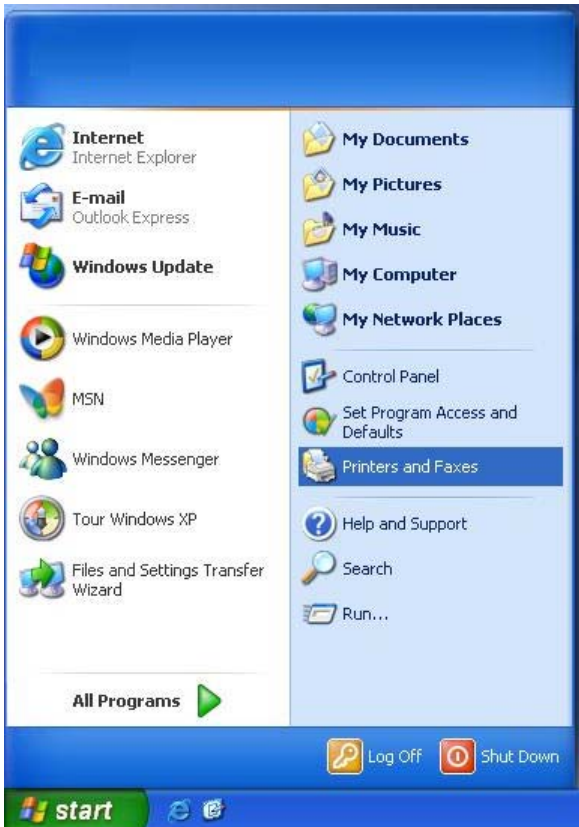 Internet
Internet Explorer
E-mail
Outlook Express
Windows Update
Windows Media Player
MSN
Windows Messenger
Tour Windows XP
Files and Settings Transfer
Wizard
All Programs
My Documents
My Pictures
My Music
My Computer
My Network Places
Control Panel
Set Program Access and
Defaults
Printers and Faxes
Help and Support
Search
Run...
Log Off
Shut Down
start